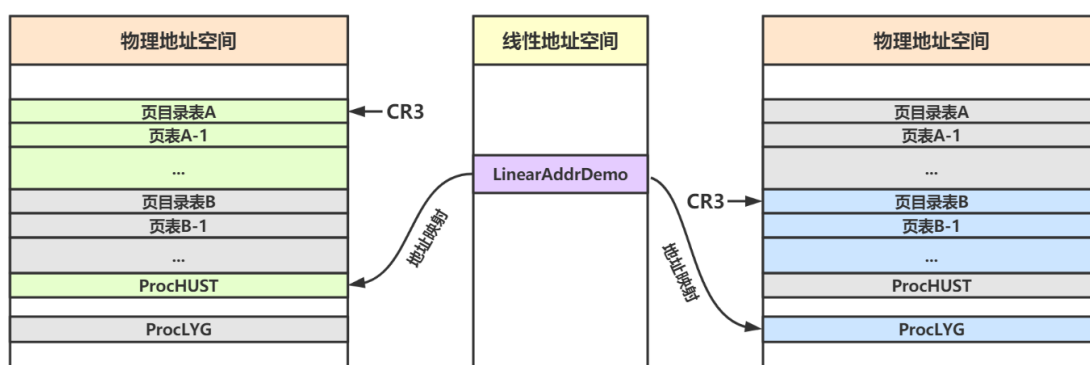 物理地址空间
页目录表A
页表A-1
...
页目录表B
页表B-1
...
ProcHUST
ProcLYG
CR3
地址映射
线性地址空间
LinearAddrDemo
CR3
地址映射
物理地址空间
页目录表A
页表A-1
...
页目录表B
页表B-1
...
ProcHUST
ProcLYG